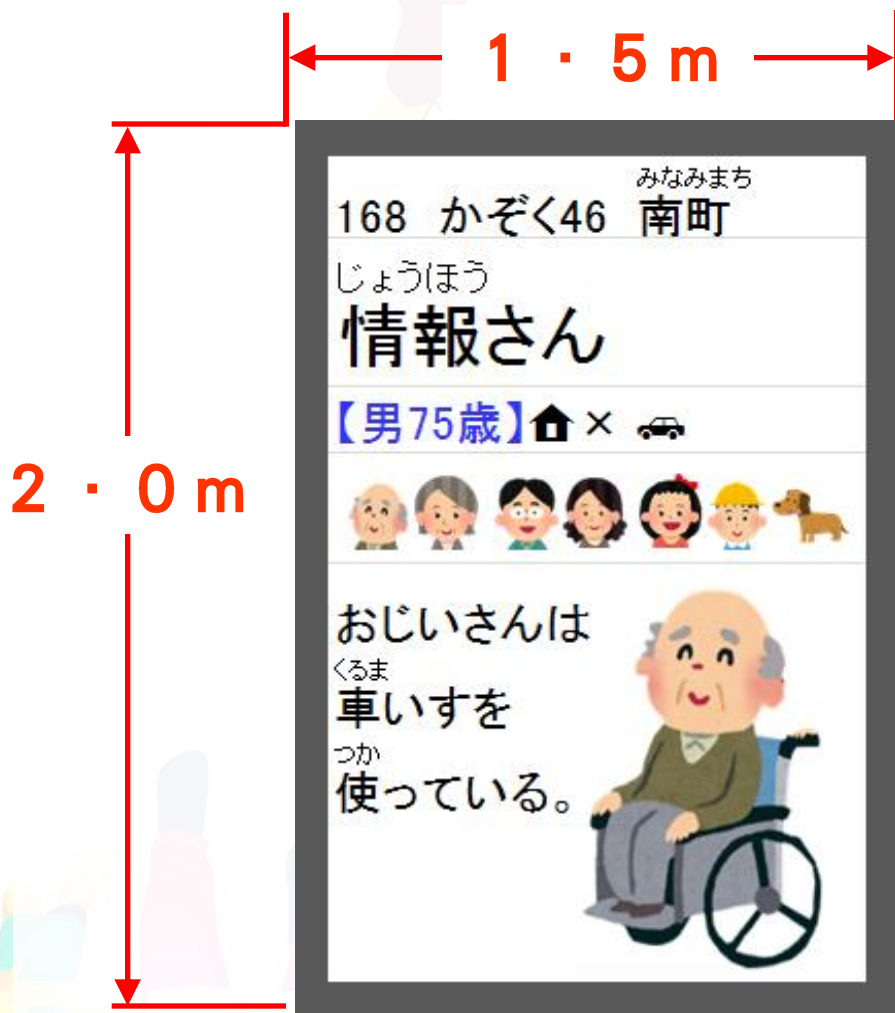 1・5m
2・0m
みなみまち
168 かぞく46 南町
じょうほう
情報さん
【男75歳】×
おじいさんは
くるま
車いすを
つか
使っている。